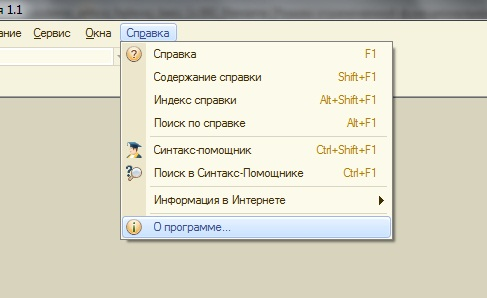 я 1.1
ание Сервис Окна Справка
Справка F1
Содержание справки Shift+F1
Индекс справки Alt+Shift+F1
Поиск по справке Alt+F1
Синтакс-помощник Ctrl+Shift+F1
Поиск в Синтакс-Помощнике Ctrl+F1
Информация в Интернете
О программе...